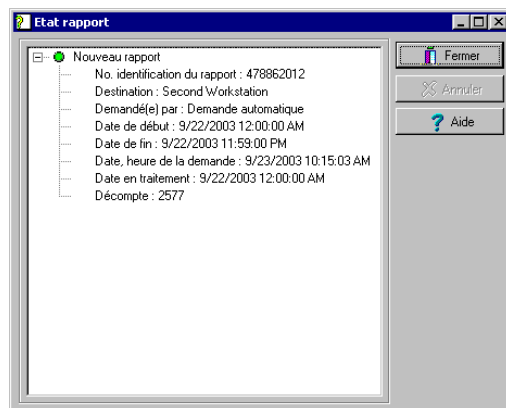 Etat rapport
Nouveau rapport
No. identification du rapport : 478862012
Destination : Second Workstation
Demandé(e) par : Demande automatique
Date de début : 9/22/2003 12:00:00 AM
Date de fin : 9/22/2003 11:59:00 PM
Date, heure de la demande : 9/23/2003 10:15:03 AM
Date en traitement : 9/22/2003 12:00:00 AM
Décompte : 2577
Fermer
Annuler
Aide